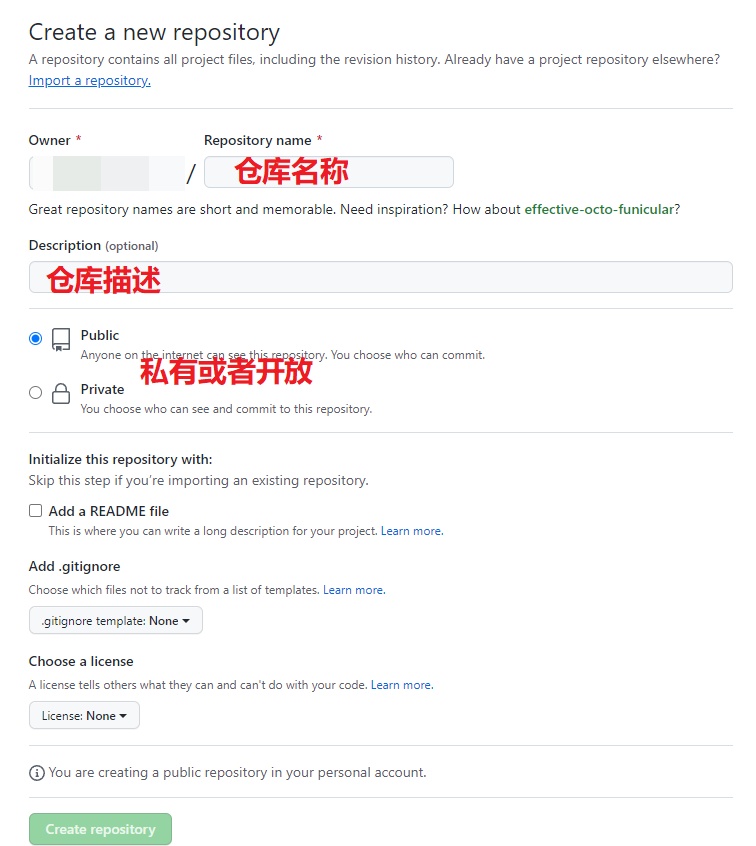 Create a new repository
A repository contains all project files, including the revision history. Already have a project repository elsewhere?
Import a repository.
Owner *
Repository name *
/
仓库名称
Great repository names are short and memorable. Need inspiration? How about effective-octo-funicular?
Description (optional)
仓库描述
Public
Anyone on the internet can see this repository. You choose who can commit.
私有或者开放
Private
You choose who can see and commit to this repository.
Initialize this repository with:
Skip this step if you're importing an existing repository.
Add a README file
This is where you can write a long description for your project. Learn more.
Add .gitignore
Choose which files not to track from a list of templates. Learn more.
.gitignore template: None
Choose a license
A license tells others what they can and can't do with your code. Learn more.
License: None
You are creating a public repository in your personal account.
Create repository